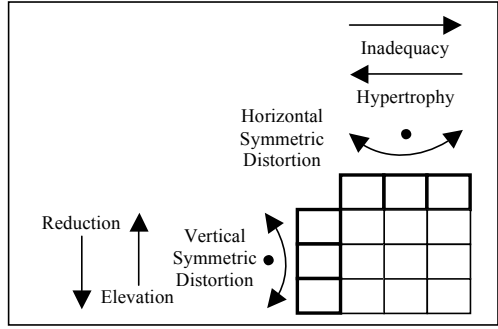 Inadequacy
Hypertrophy
Horizontal
Symmetric
Distortion
Reduction
Elevation
Vertical
Symmetric
Distortion